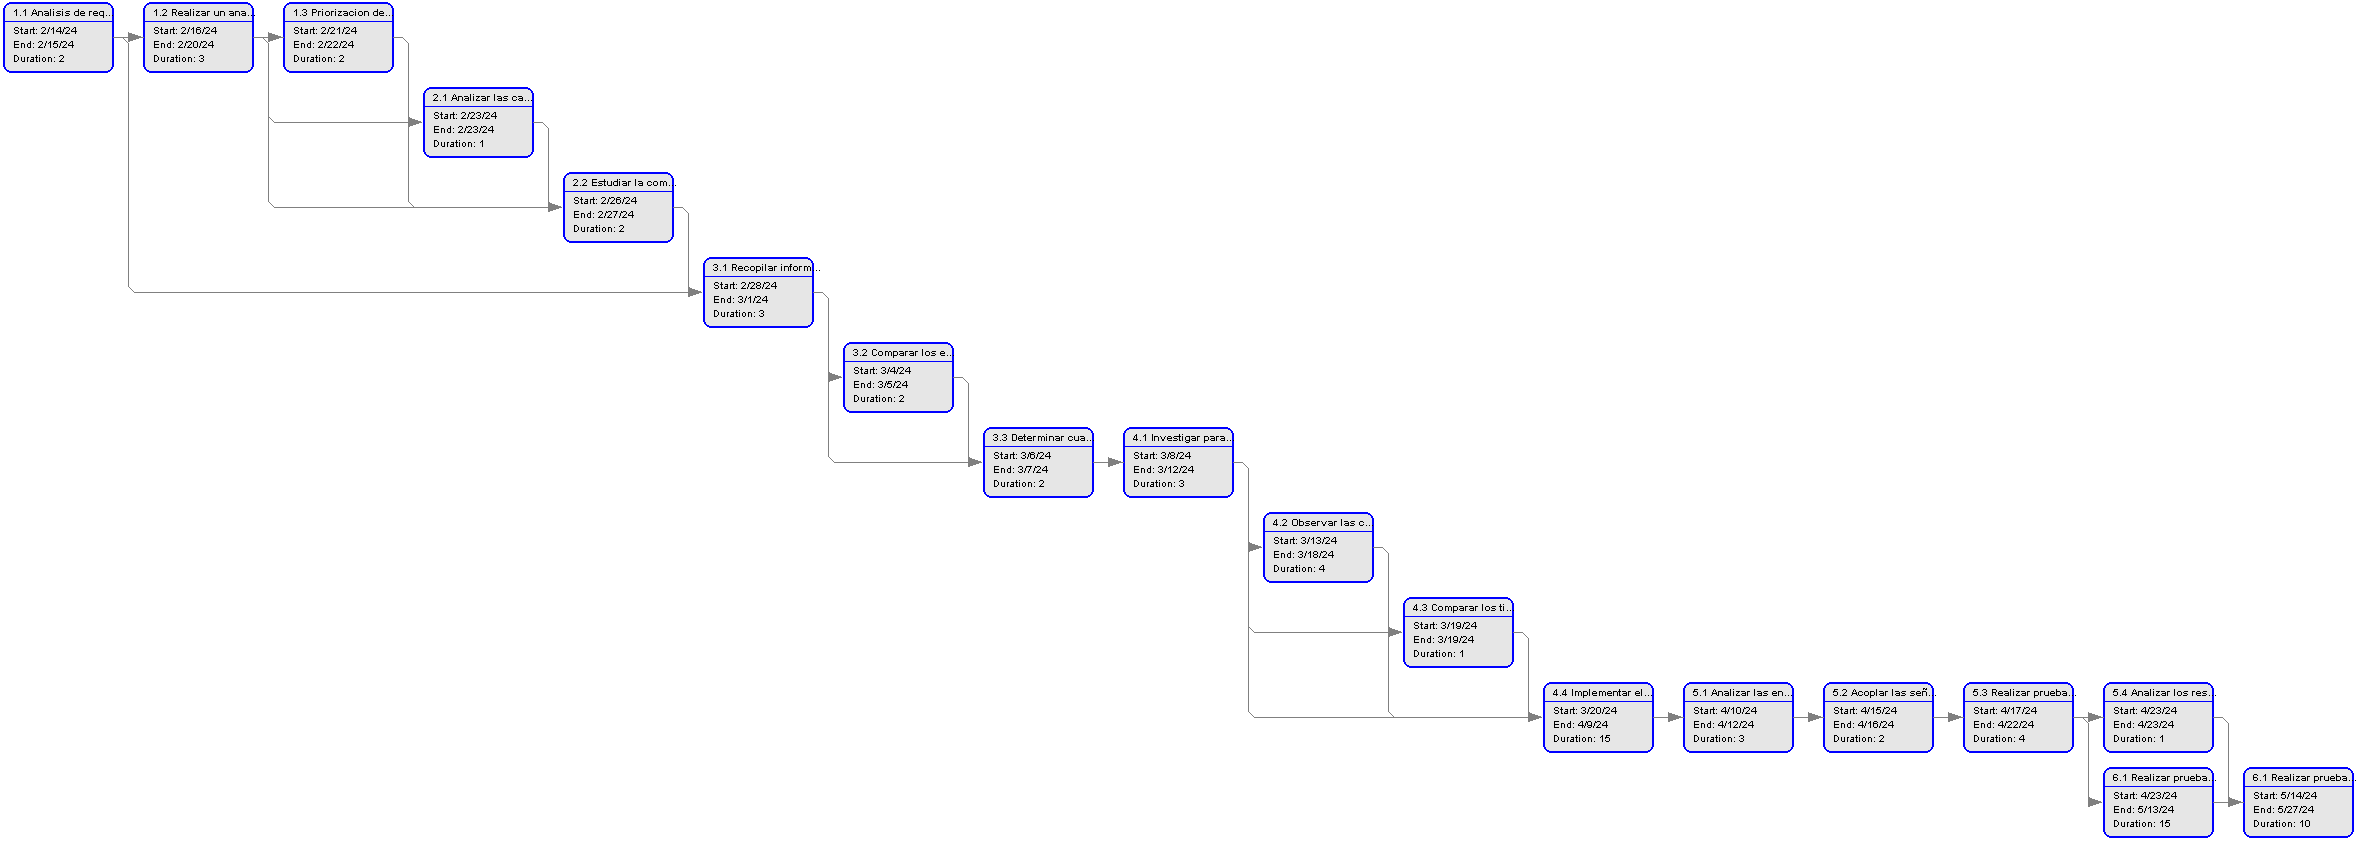 1.1 Analisis de req...
Start: 2/14/24
End: 2/15/24
Duration: 2
1.2 Realizar un ana...
Start: 2/16/24
End: 2/20/24
Duration: 3
1.3 Priorizacion de...
Start: 2/21/24
End: 2/22/24
Duration: 2
2.1 Analizar las ca...
Start: 2/23/24
End: 2/23/24
Duration: 1
2.2 Estudiar la com...
Start: 2/26/24
End: 2/27/24
Duration: 2
3.1 Recopilar inform...
Start: 2/28/24
End: 3/1/24
Duration: 3
3.2 Comparar los e...
Start: 3/4/24
End: 3/5/24
Duration: 2
3.3 Determinar cua...
Start: 3/6/24
End: 3/7/24
Duration: 2
4.1 Investigar para...
Start: 3/8/24
End: 3/12/24
Duration: 3
4.2 Observar las c...
Start: 3/13/24
End: 3/18/24
Duration: 4
4.3 Comparar los ti...
Start: 3/19/24
End: 3/19/24
Duration: 1
4.4 Implementar el...
Start: 3/20/24
End: 4/9/24
Duration: 15
5.1 Analizar las en...
Start: 4/10/24
End: 4/12/24
Duration: 3
5.2 Acoplar las señ...
Start: 4/15/24
End: 4/16/24
Duration: 2
5.3 Realizar prueba...
Start: 4/17/24
End: 4/22/24
Duration: 4
5.4 Analizar los res...
Start: 4/23/24
End: 4/23/24
Duration: 1
6.1 Realizar prueba...
Start: 4/23/24
End: 5/13/24
Duration: 15
6.1 Realizar prueba...
Start: 5/14/24
End: 5/27/24
Duration: 10